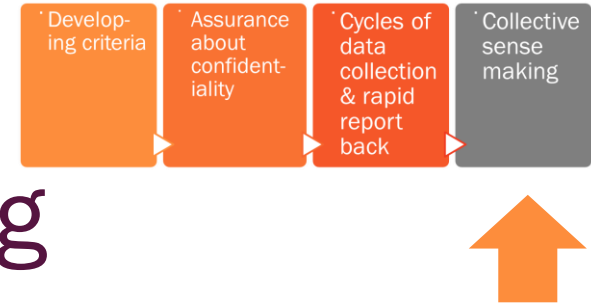 · Develop-
ing criteria
· Assurance
about
confident-
iality
· Cycles of
data
collection
& rapid
report
back
· Collective
sense
making
g